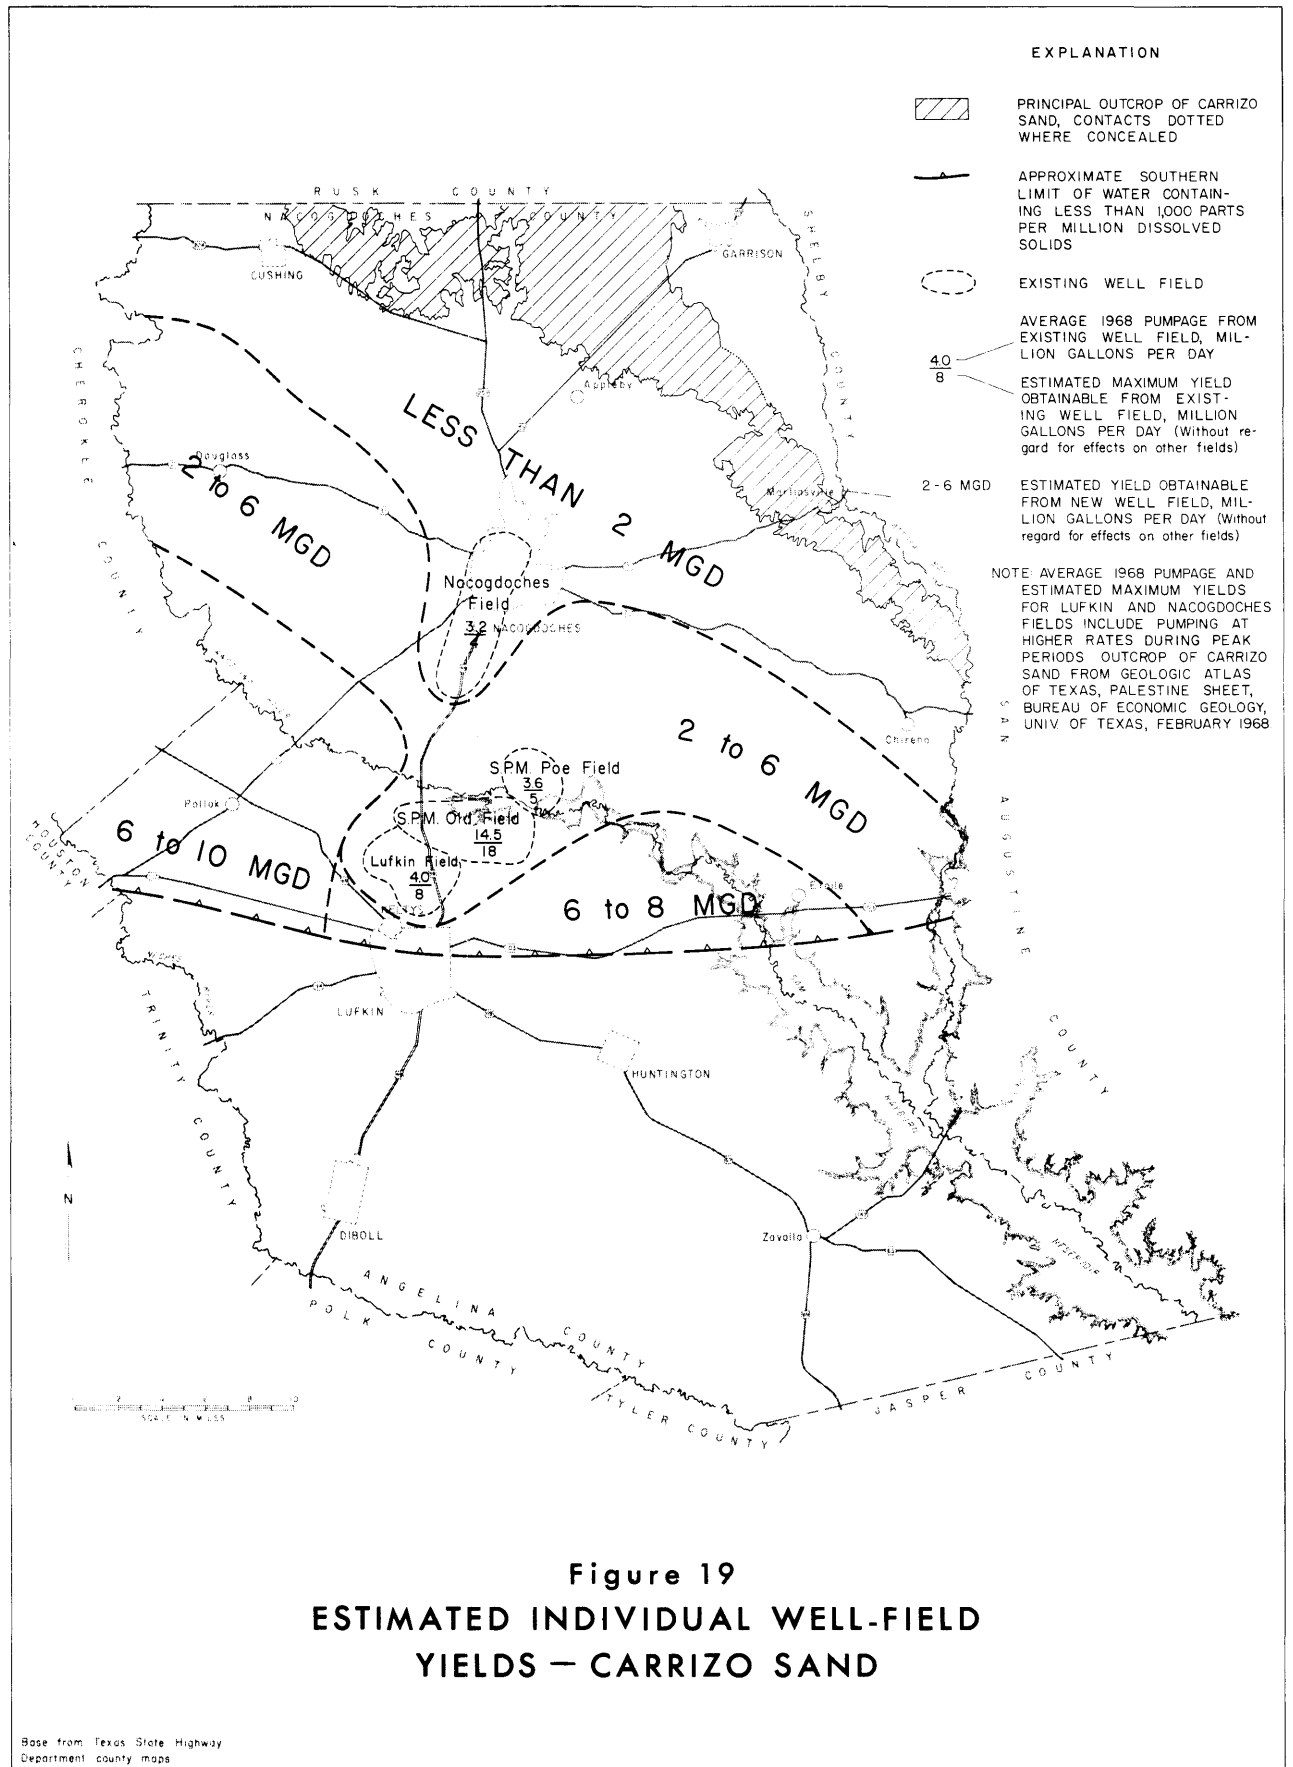 EXPLANATION
PRINCIPAL OUTCROP OF CARRIZO
SAND, CONTACTS DOTTED
WHERE CONCEALED
APPROXIMATE SOUTHERN
LIMIT OF WATER CONTAIN-
ING LESS THAN 1,000 PARTS
PER MILLION DISSOLVED
SOLIDS
EXISTING WELL FIELD
AVERAGE 1968 PUMPAGE FROM
EXISTING WELL FIELD, MIL-
LION GALLONS PER DAY
4.0
8
ESTIMATED MAXIMUM YIELD
OBTAINABLE FROM EXIST-
ING WELL FIELD, MILLION
GALLONS PER DAY (Without re-
gard for effects on other fields)
2-6 MGD
ESTIMATED YIELD OBTAINABLE
FROM NEW WELL FIELD, MIL-
LION GALLONS PER DAY (Without
regard for effects on other fields)
NOTE: AVERAGE 1968 PUMPAGE AND
ESTIMATED MAXIMUM YIELDS
FOR LUFKIN AND NACOGDOCHES
FIELDS INCLUDE PUMPING AT
HIGHER RATES DURING PEAK
PERIODS OUTCROP OF CARRIZO
SAND FROM GEOLOGIC ATLAS
OF TEXAS, PALESTINE SHEET,
BUREAU OF ECONOMIC GEOLOGY,
UNIV. OF TEXAS, FEBRUARY 1968
RUSK COUNTY
NACOGDOCHES COUNTY
SHELBY COUNTY
CUSHING
GARRISON
CHEROKEE COUNTY
Appleby
LESS THAN 2 MGD
Douglass
2 to 6 MGD
Martinsville
Nacogdoches
Field
3.2
4
NACOGDOCHES
2 to 6 MGD
Chireno
SAN AUGUSTINE COUNTY
S.P.M. Poe Field
3.6
5
Pollok
S.P.M. Old Field
14.5
18
HOUSTON
COUNTY
6 to 10 MGD
Lufkin Field
4.0
8
KELTYS
6 to 8 MGD
Etoile
LUFKIN
TRINITY COUNTY
HUNTINGTON
N
DIBOLL
Zavalla
RESERVOIR
ANGELINA COUNTY
POLK COUNTY
TYLER COUNTY
JASPER COUNTY
2 4 6 8 10
SCALE IN MILES
Figure 19
ESTIMATED INDIVIDUAL WELL-FIELD
YIELDS — CARRIZO SAND
Base from Texas State Highway
Department county maps